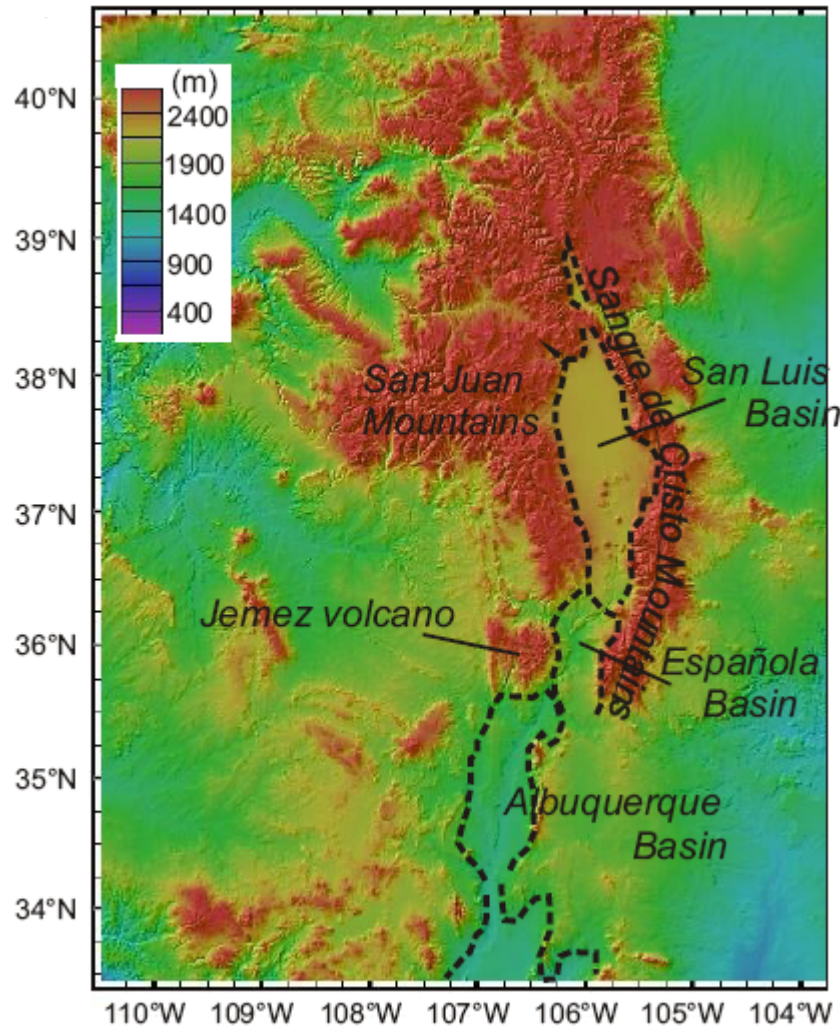 (m)
2400
1900
1400
900
400
40°N
39°N
38°N
37°N
36°N
35°N
34°N
Sangre de Cristo Mountains
San Juan
Mountains
San Luis
Basin
Jemez volcano
Española
Basin
Albuquerque
Basin
110°W 109°W 108°W 107°W 106°W 105°W 104°W